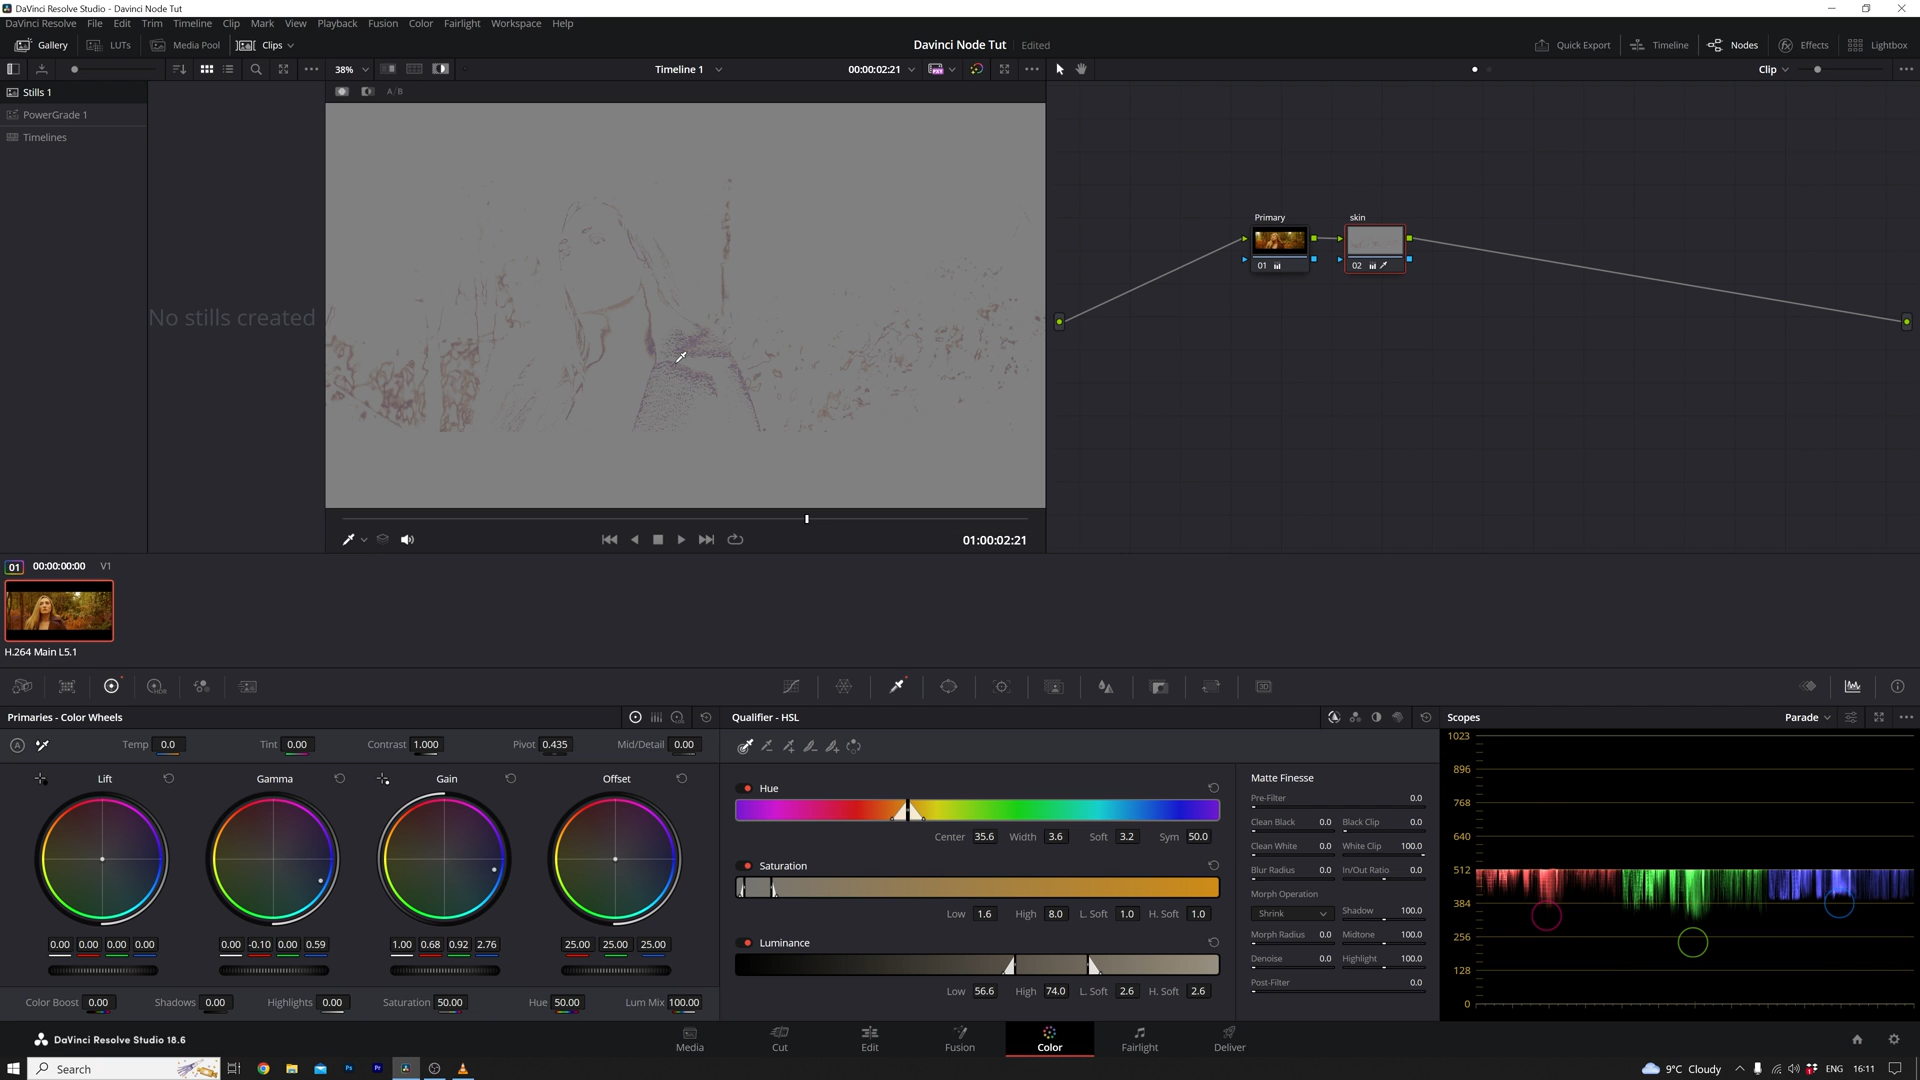 DaVinci Resolve Studio - Davinci Node Tut
DaVinci Resolve File Edit Trim Timeline Clip Mark View Playback Fusion Color Fairlight Workspace Help
Gallery LUTs Media Pool Clips Davinci Node Tut Edited Quick Export Timeline Nodes Effects Lightbox
38% Timeline 1 00:00:02:21 Clip
Stills 1
A/B
PowerGrade 1
Timelines
No stills created
Primary skin
01 02
01:00:02:21
01 00:00:00:00 V1
H.264 Main L5.1
Primaries - Color Wheels
Qualifier - HSL
Scopes Parade
Temp 0.0 Tint 0.00 Contrast 1.000 Pivot 0.435 Mid/Detail 0.00
Lift Gamma Gain Offset
0.00 0.00 0.00 0.00
0.00 -0.10 0.00 0.59
1.00 0.68 0.92 2.76
25.00 25.00 25.00
Color Boost 0.00 Shadows 0.00 Highlights 0.00 Saturation 50.00 Hue 50.00 Lum Mix 100.00
Hue
Center 35.6 Width 3.6 Soft 3.2 Sym 50.0
Saturation
Low 1.6 High 8.0 L. Soft 1.0 H. Soft 1.0
Luminance
Low 56.6 High 74.0 L. Soft 2.6 H. Soft 2.6
Matte Finesse
Pre-Filter 0.0
Clean Black 0.0 Black Clip 0.0
Clean White 0.0 White Clip 100.0
Blur Radius 0.0 In/Out Ratio 0.0
Morph Operation
Shrink Shadow 100.0
Morph Radius 0.0 Midtone 100.0
Denoise 0.0 Highlight 100.0
Post-Filter 0.0
1023
896
768
640
512
384
256
128
0
DaVinci Resolve Studio 18.6
Media Cut Edit Fusion Color Fairlight Deliver
Search 9°C Cloudy ENG 16:11